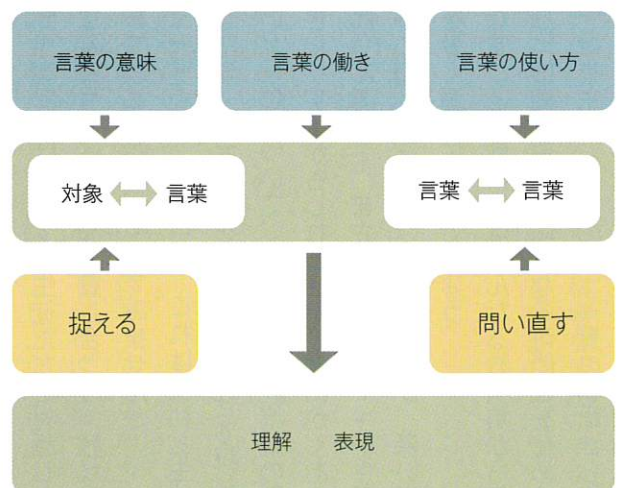 言葉の意味
言葉の働き
言葉の使い方
対象 言葉
言葉 言葉
捉える
問い直す
理解 表現